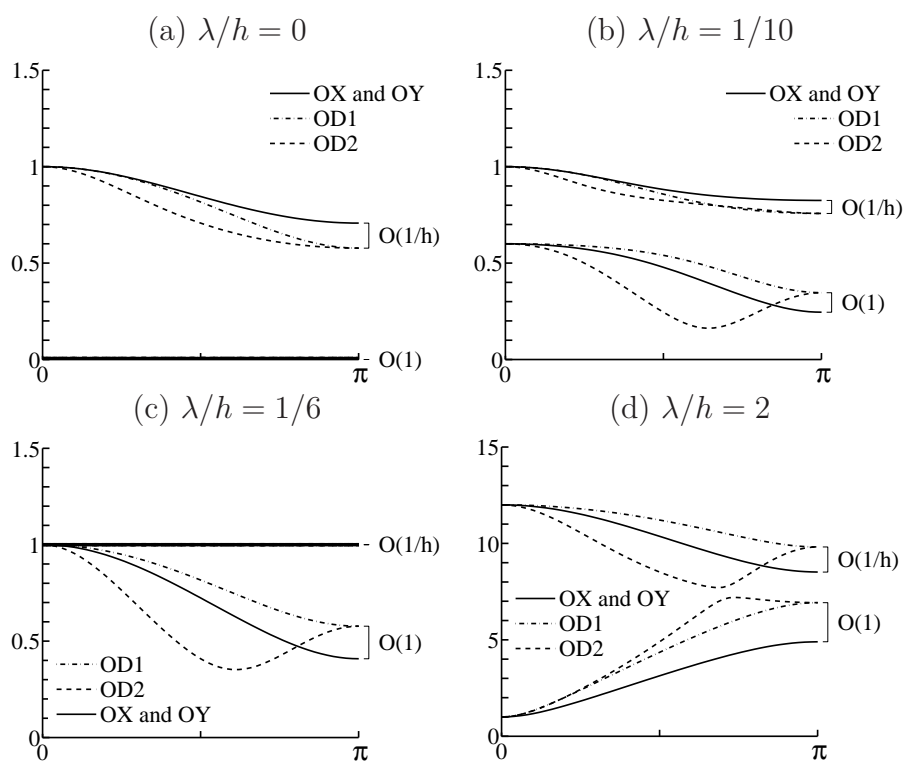 (a) λ/h = 0
1.5
OX and OY
OD1
OD2
1
O(1/h)
0.5
0
O(1)
0
π
(b) λ/h = 1/10
1.5
OX and OY
OD1
OD2
1
O(1/h)
0.5
O(1)
0
0
π
(c) λ/h = 1/6
1.5
1
O(1/h)
0.5
O(1)
OD1
OD2
OX and OY
0
0
π
(d) λ/h = 2
15
10
O(1/h)
OX and OY
OD1
OD2
O(1)
5
0
0
π